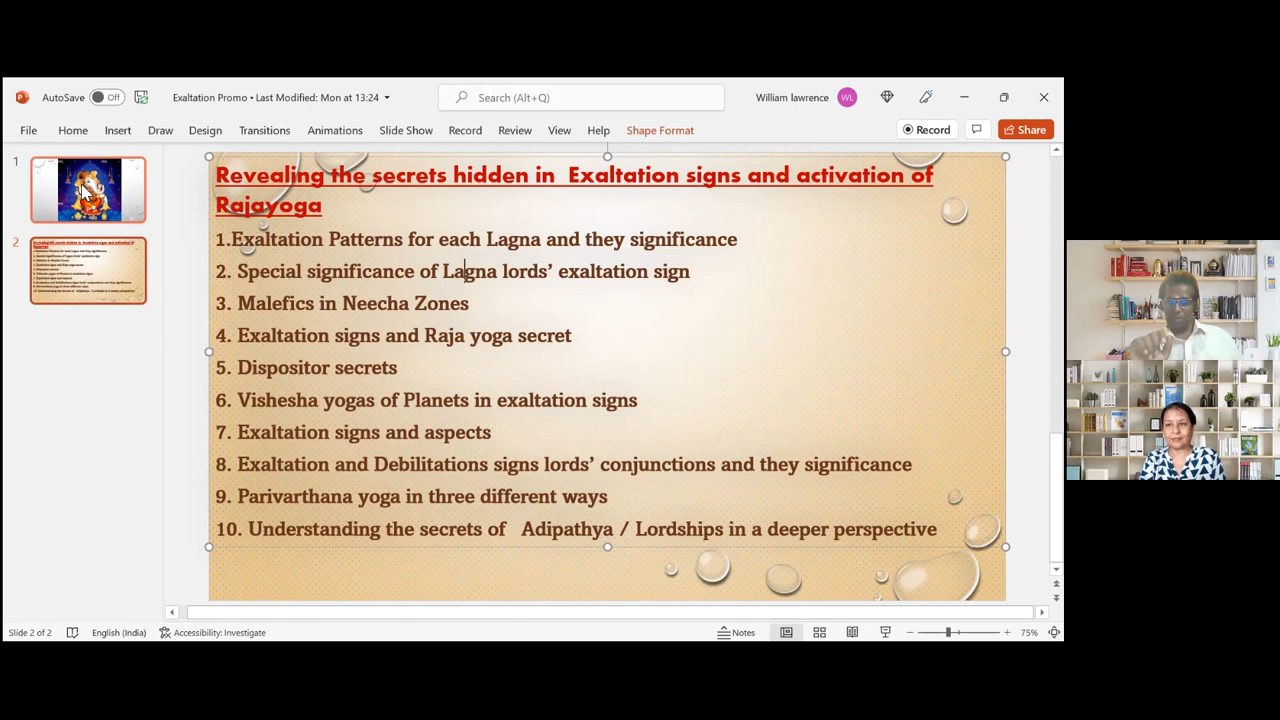 AutoSave Off Exaltation Promo • Last Modified: Mon at 13:24 Search (Alt+Q) William lawrence WL
File Home Insert Draw Design Transitions Animations Slide Show Record Review View Help Shape Format Record Share
1
2
Revealing the secrets hidden in Exaltation signs and activation of
Rajayoga
1.Exaltation Patterns for each Lagna and they significance
2. Special significance of Lagna lords’ exaltation sign
3. Malefics in Neecha Zones
4. Exaltation signs and Raja yoga secret
5. Dispositor secrets
6. Vishesha yogas of Planets in exaltation signs
7. Exaltation signs and aspects
8. Exaltation and Debilitations signs lords’ conjunctions and they significance
9. Parivarthana yoga in three different ways
10. Understanding the secrets of Adipathya / Lordships in a deeper perspective
Slide 2 of 2 English (India) Accessibility: Investigate Notes 75%